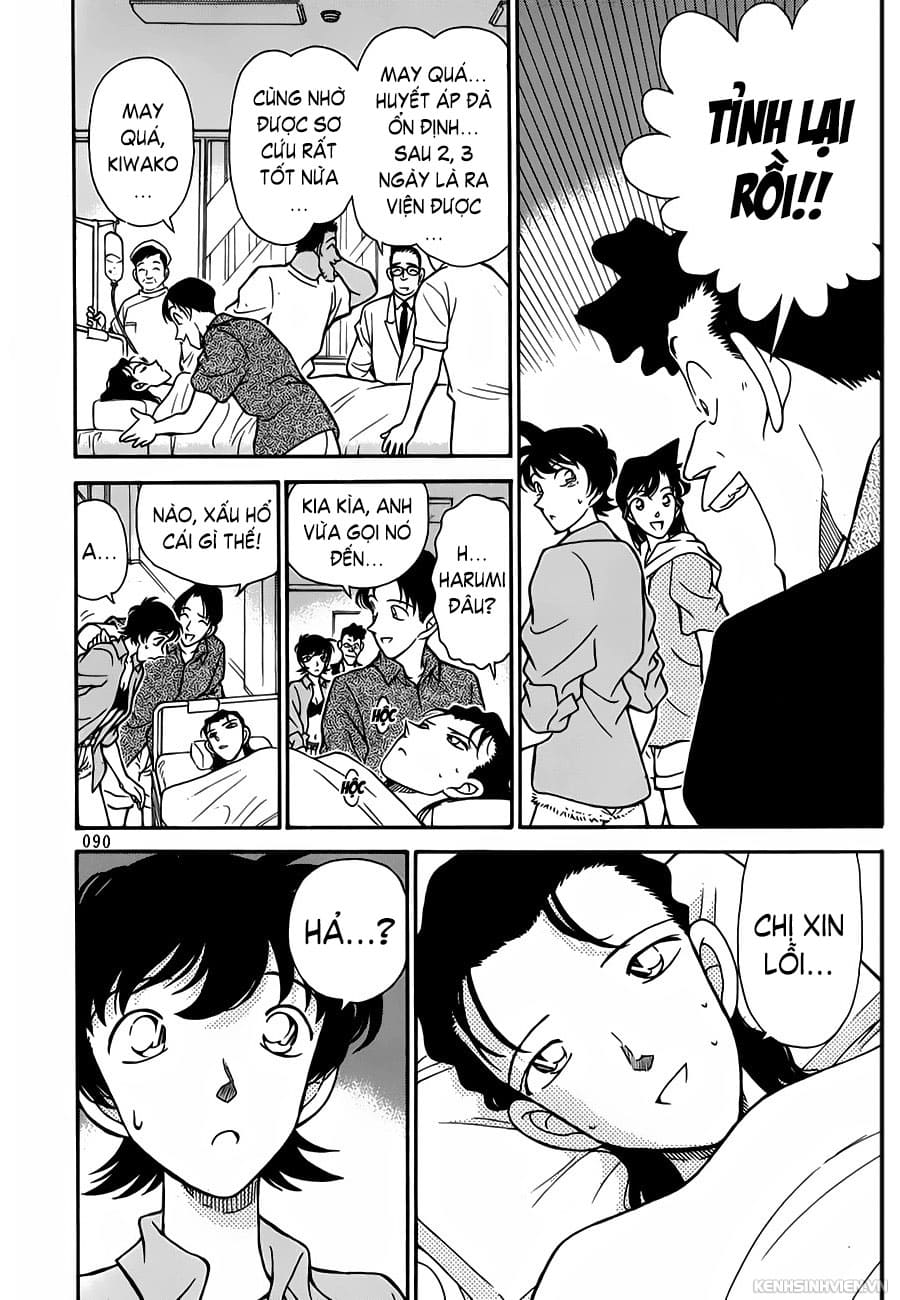 TỈNH LẠI
RỒI!!
MAY QUÁ...
HUYẾT ÁP ĐÃ
ỔN ĐỊNH...
SAU 2, 3
NGÀY LÀ RA
VIỆN ĐƯỢC
...
CŨNG NHỜ
ĐƯỢC SƠ
CỨU RẤT
TỐT NỮA
...
MAY
QUÁ,
KIWAKO
...
H...
HARUMI
ĐÂU?
KIA KÌA, ANH
VỪA GỌI NÓ
ĐẾN...
HỘC
HỘC
NÀO, XẤU HỔ
CÁI GÌ THẾ!
A...
090
CHỊ XIN
LỖI...
HẢ...?
KENHSINHVIEN.VN